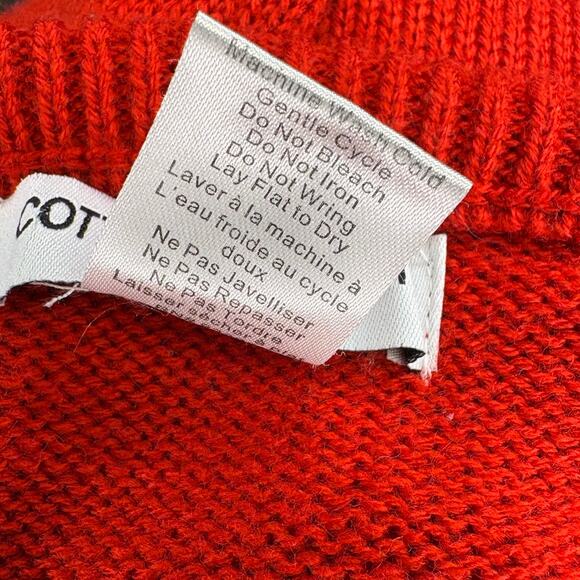 Machine Wash Cold
Gentle Cycle
Do Not Bleach
Do Not Iron
Do Not Wring
Lay Flat to Dry
Laver à la machine à
L'eau froide au cycle
doux
Ne Pas Javelliser
Ne Pas Repasser
Ne Pas Tordre
Laisser sécher à
COT